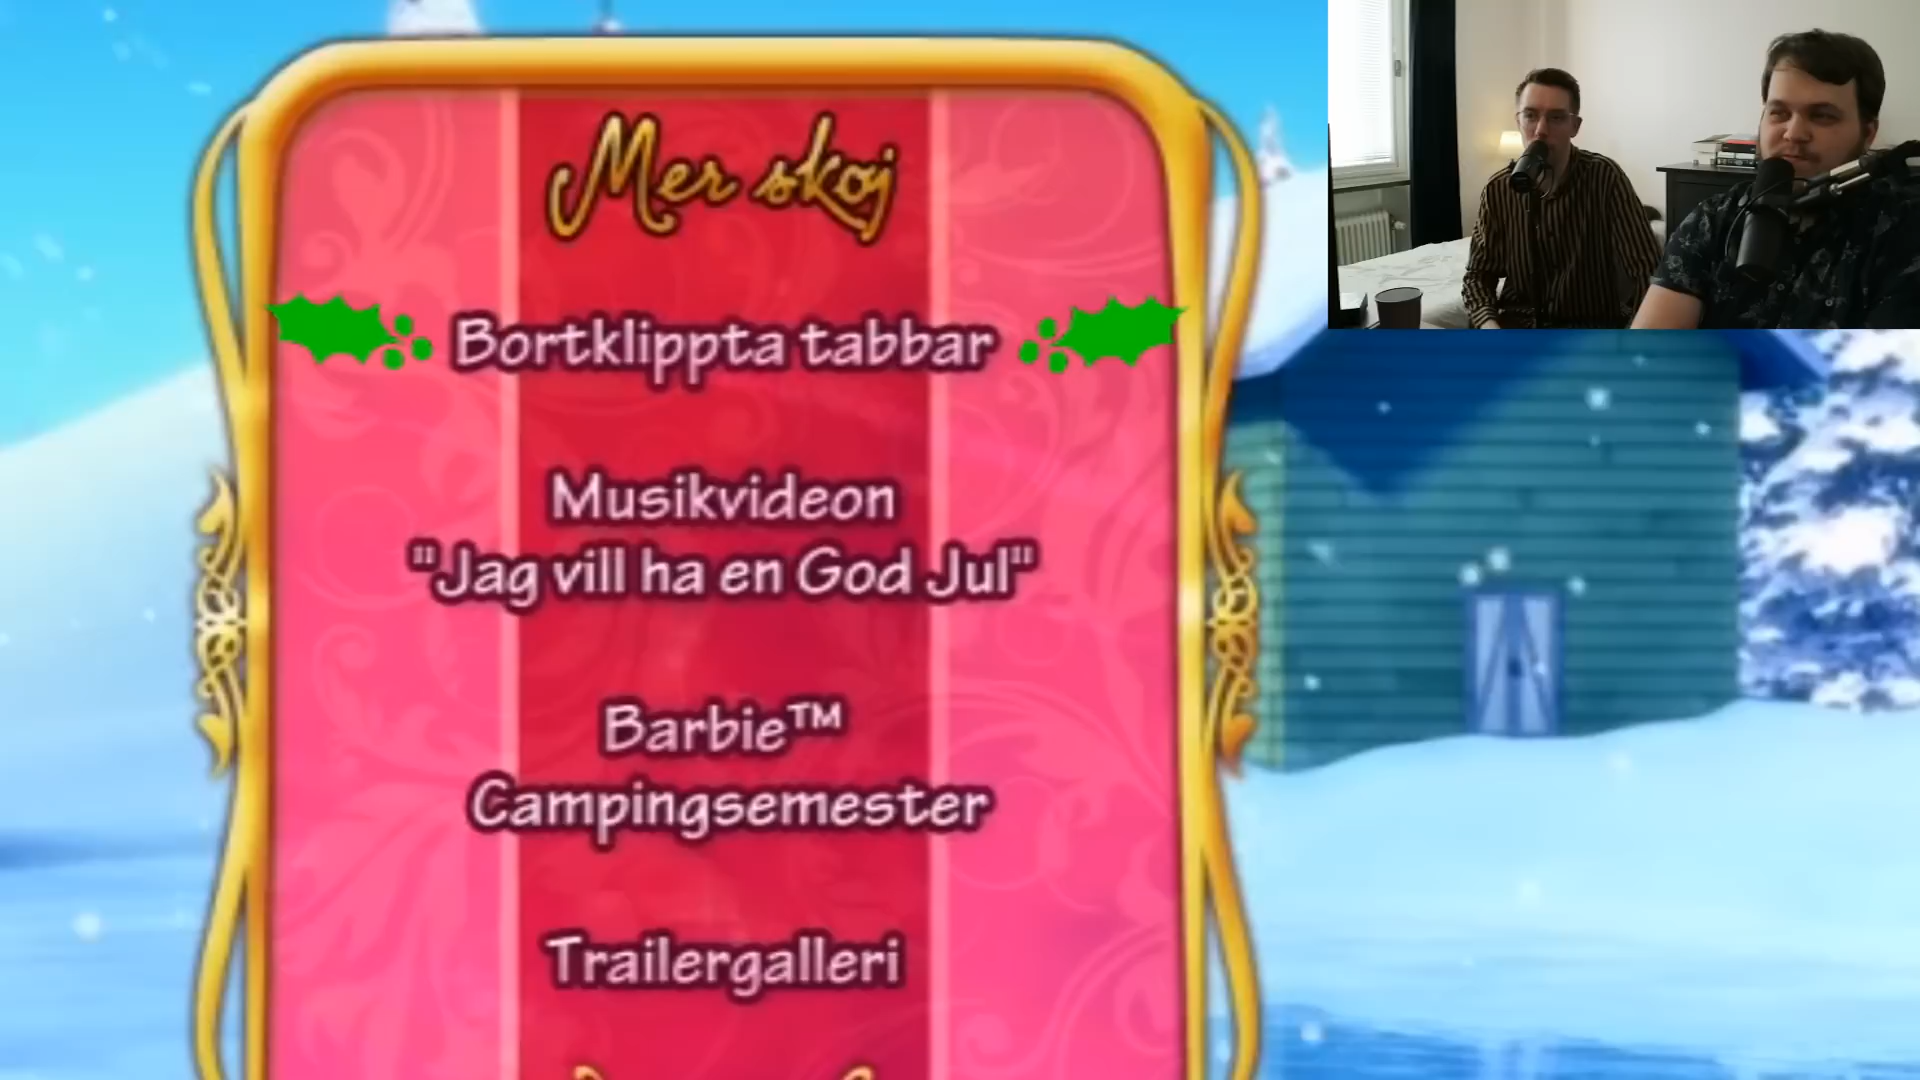 Mer skoj
Bortklippta tabbar
Musikvideon
"Jag vill ha en God Jul"
Barbie™
Campingsemester
Trailergalleri